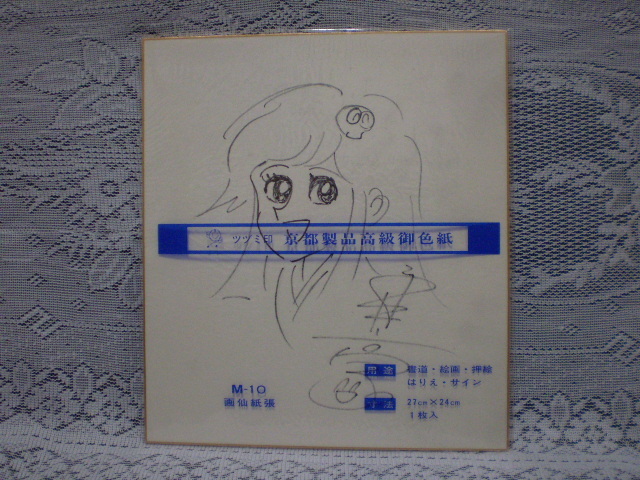 ツヅミ印 京都製品高級御色紙
M-10
画仙紙張
用途 書道・絵画・押絵
はりえ・サイン
寸法 27cm×24cm
1枚入